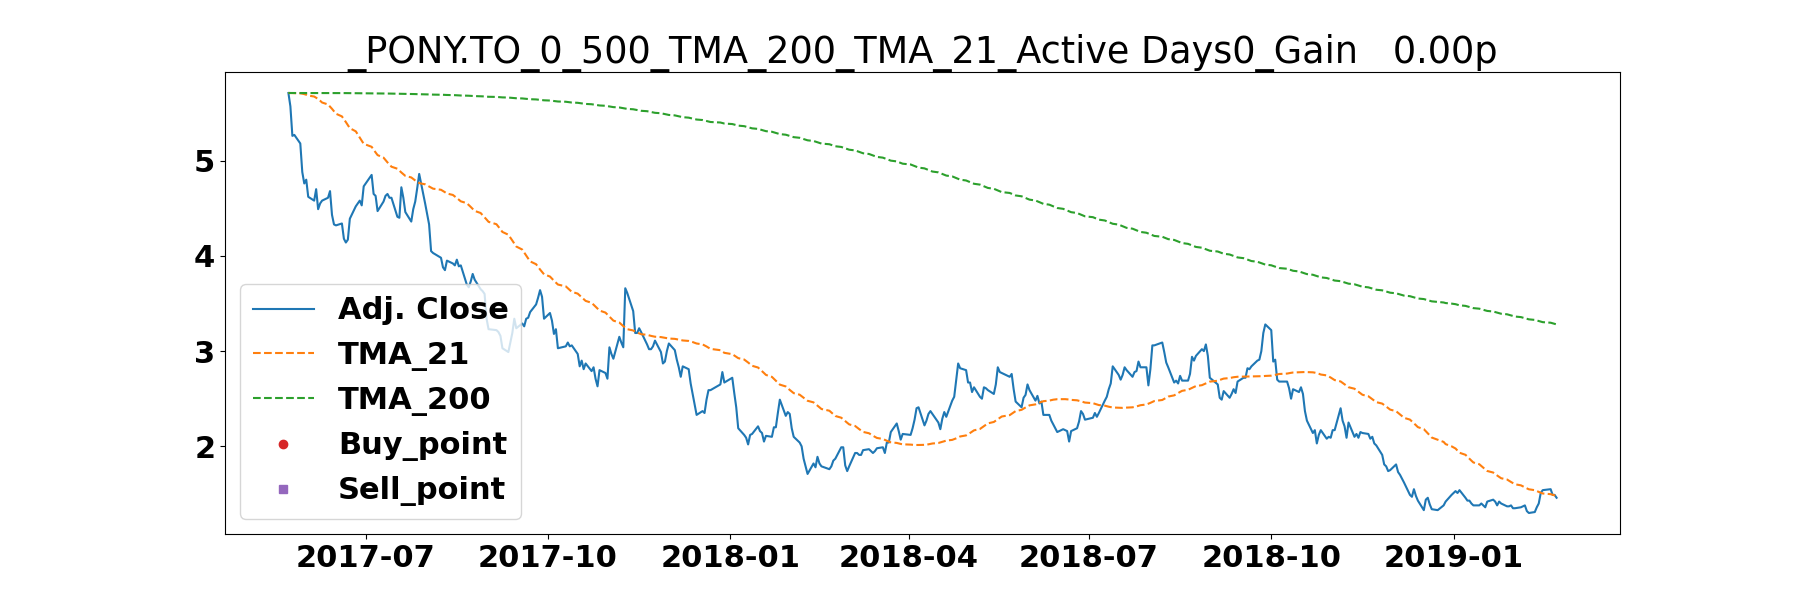 _PONY.TO_0_500_TMA_200_TMA_21_Active Days0_Gain   0.00p
5
4
3
2
Adj. Close
TMA_21
TMA_200
Buy_point
Sell_point
2017-07 2017-10 2018-01 2018-04 2018-07 2018-10 2019-01